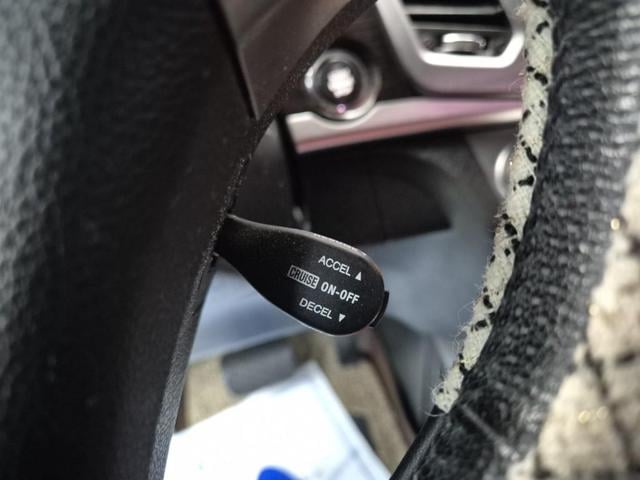 ACCEL ▲
CRUISE ON-OFF
DECEL ▼